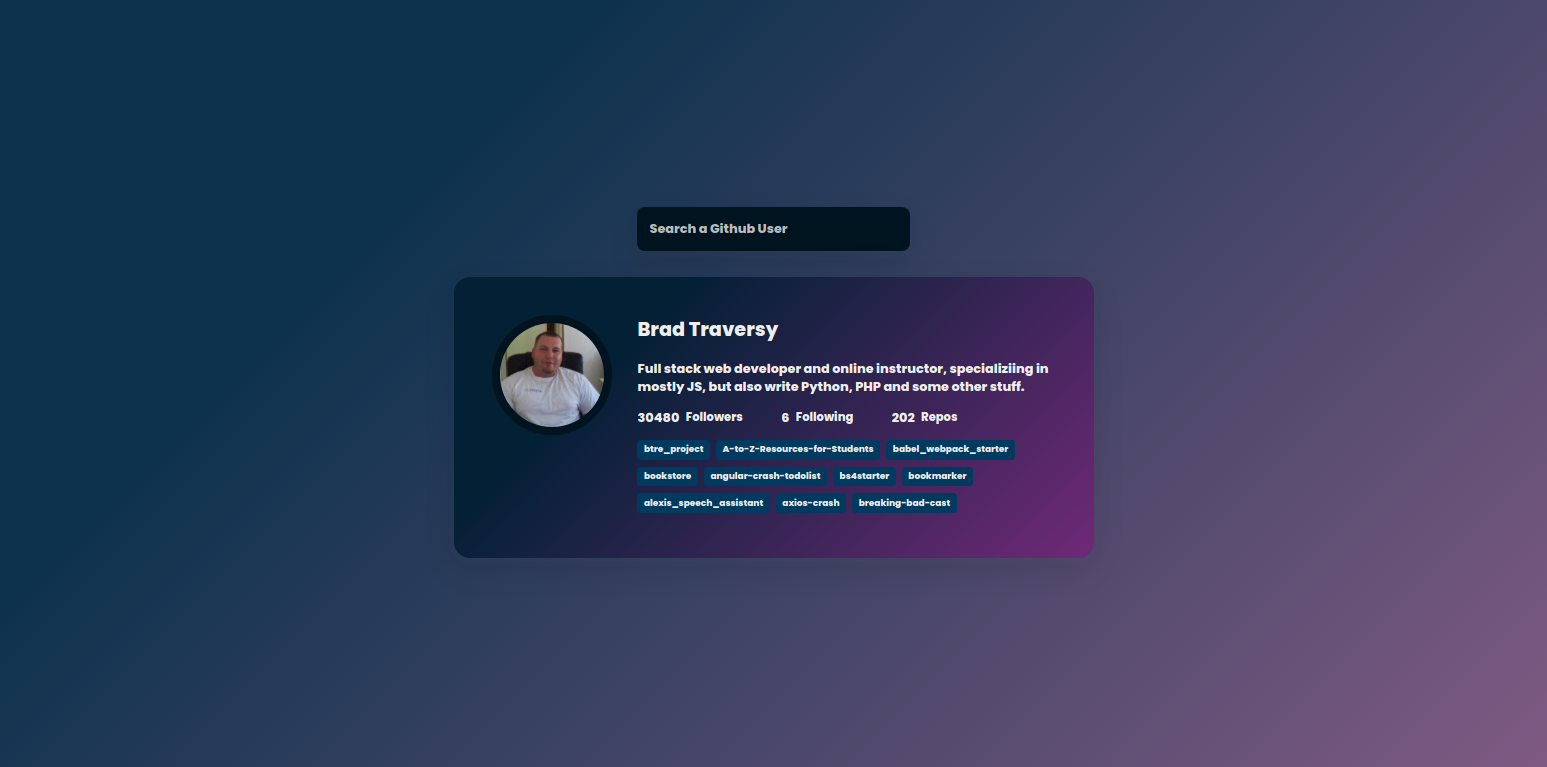 Search a Github User
Brad Traversy
Full stack web developer and online instructor, specializiing in
mostly JS, but also write Python, PHP and some other stuff.
30480 Followers 6 Following 202 Repos
btre_project A-to-Z-Resources-for-Students babel_webpack_starter
bookstore angular-crash-todolist bs4starter bookmarker
alexis_speech_assistant axios-crash breaking-bad-cast